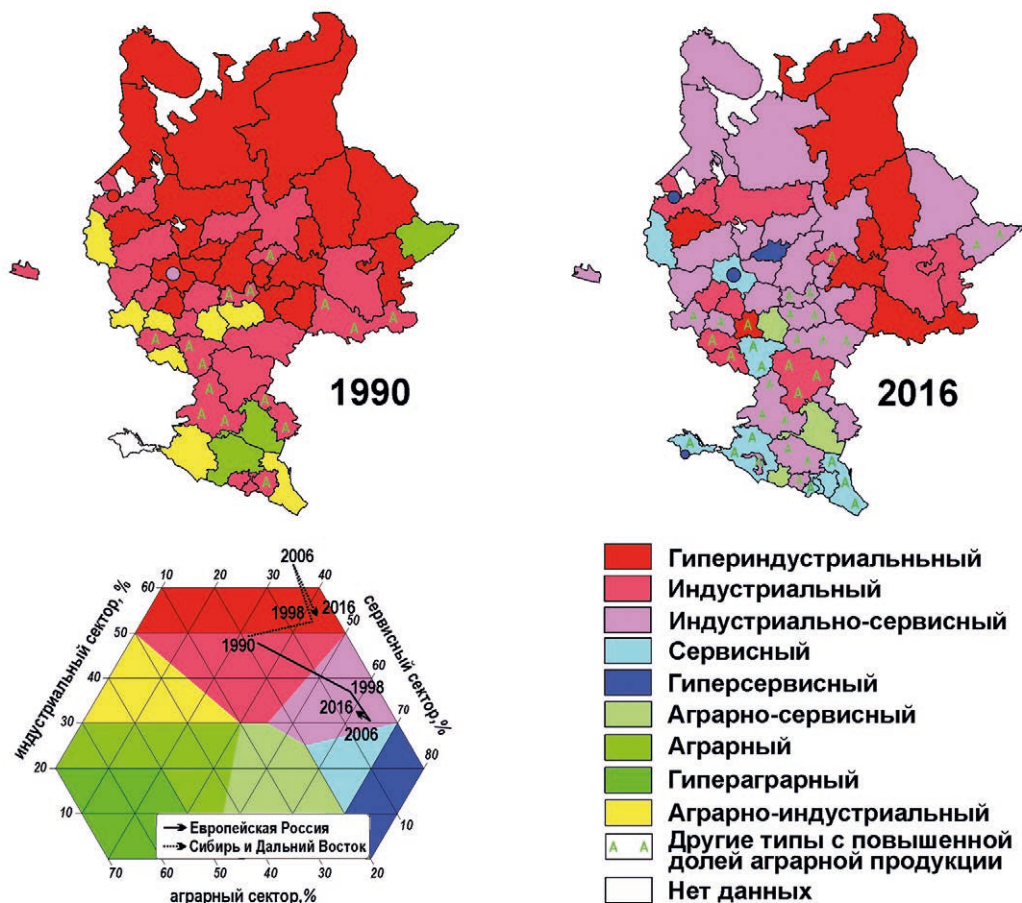 1990
2016
10 20 30 40
60
50
40
30
20
10
70 60 50 40 30 20
50
60
70
80
10
индустриальный сектор, %
сервисный сектор,%
аграрный сектор,%
2006
1998
2016
1990
1998
2016
2006
Европейская Россия
Сибирь и Дальний Восток
Гипериндустриальньный
Индустриальный
Индустриально-сервисный
Сервисный
Гиперсервисный
Аграрно-сервисный
Аграрный
Гипераграрный
Аграрно-индустриальный
А А Другие типы с повышенной
долей аграрной продукции
Нет данных